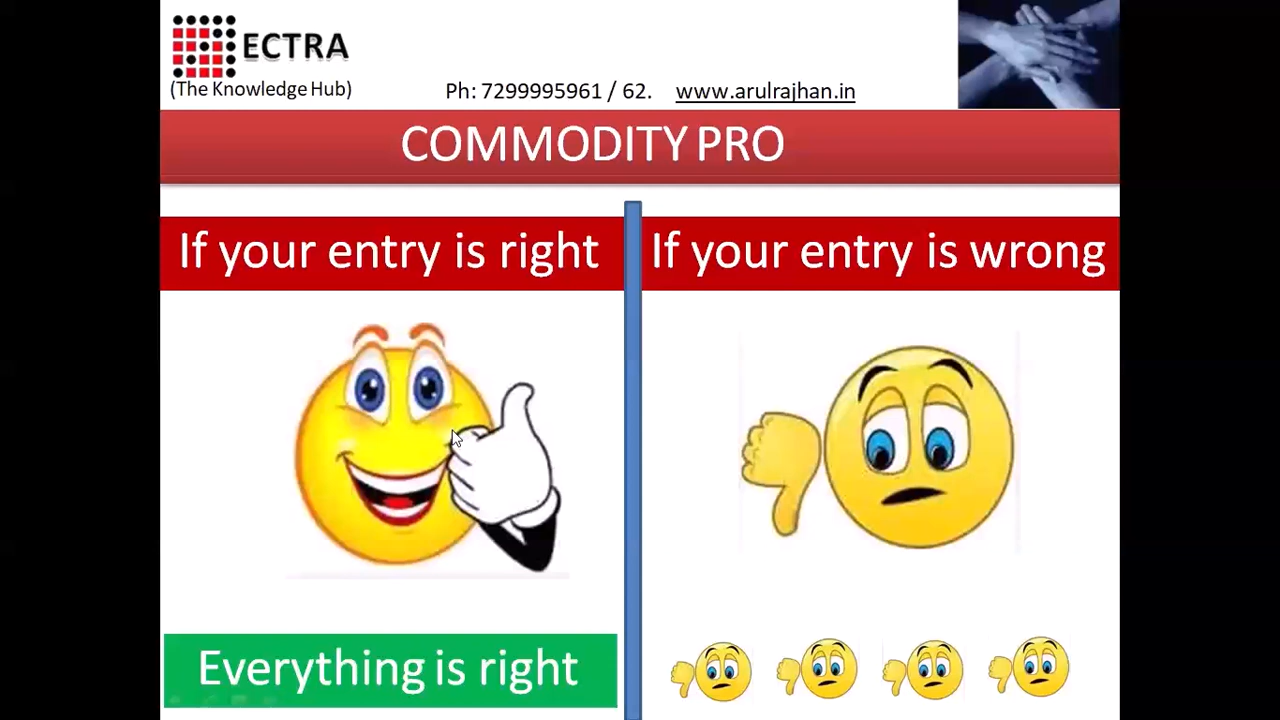 ECTRA
(The Knowledge Hub)
Ph: 7299995961 / 62. www.arulrajhan.in
COMMODITY PRO
If your entry is right
If your entry is wrong
Everything is right